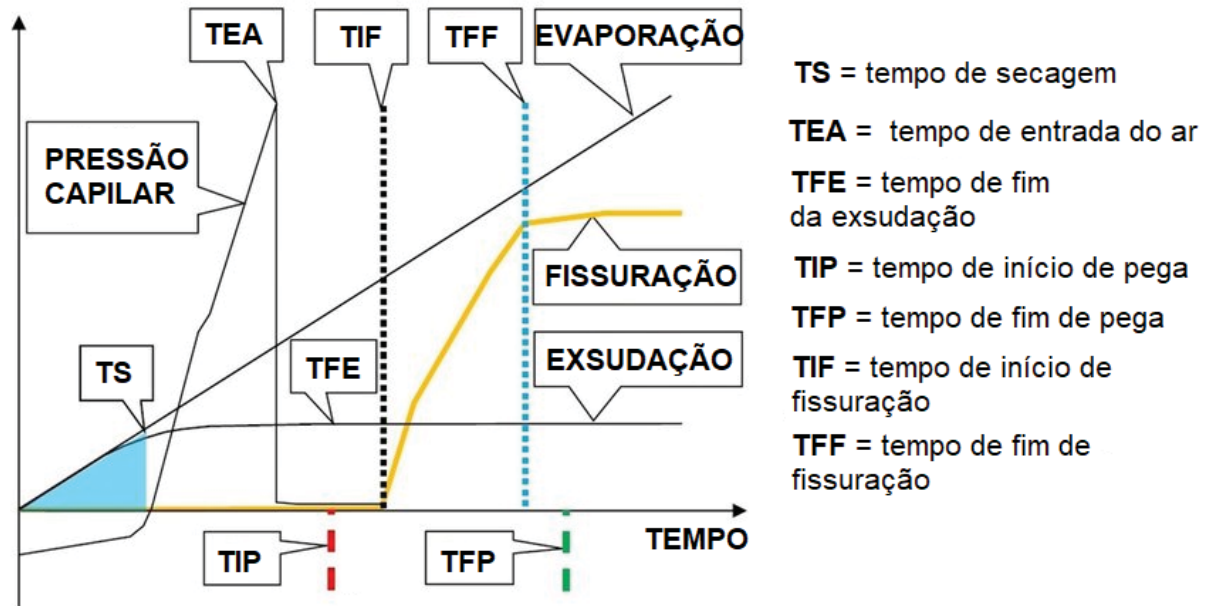 TEA
TIF
TFF
EVAPORAÇÃO
PRESSÃO
CAPILAR
TS
TFE
FISSURAÇÃO
EXSUDAÇÃO
TIP
TFP
TEMPO
TS = tempo de secagem
TEA = tempo de entrada do ar
TFE = tempo de fim
da exsudação
TIP = tempo de início de pega
TFP = tempo de fim de pega
TIF = tempo de início de
fissuração
TFF = tempo de fim de
fissuração